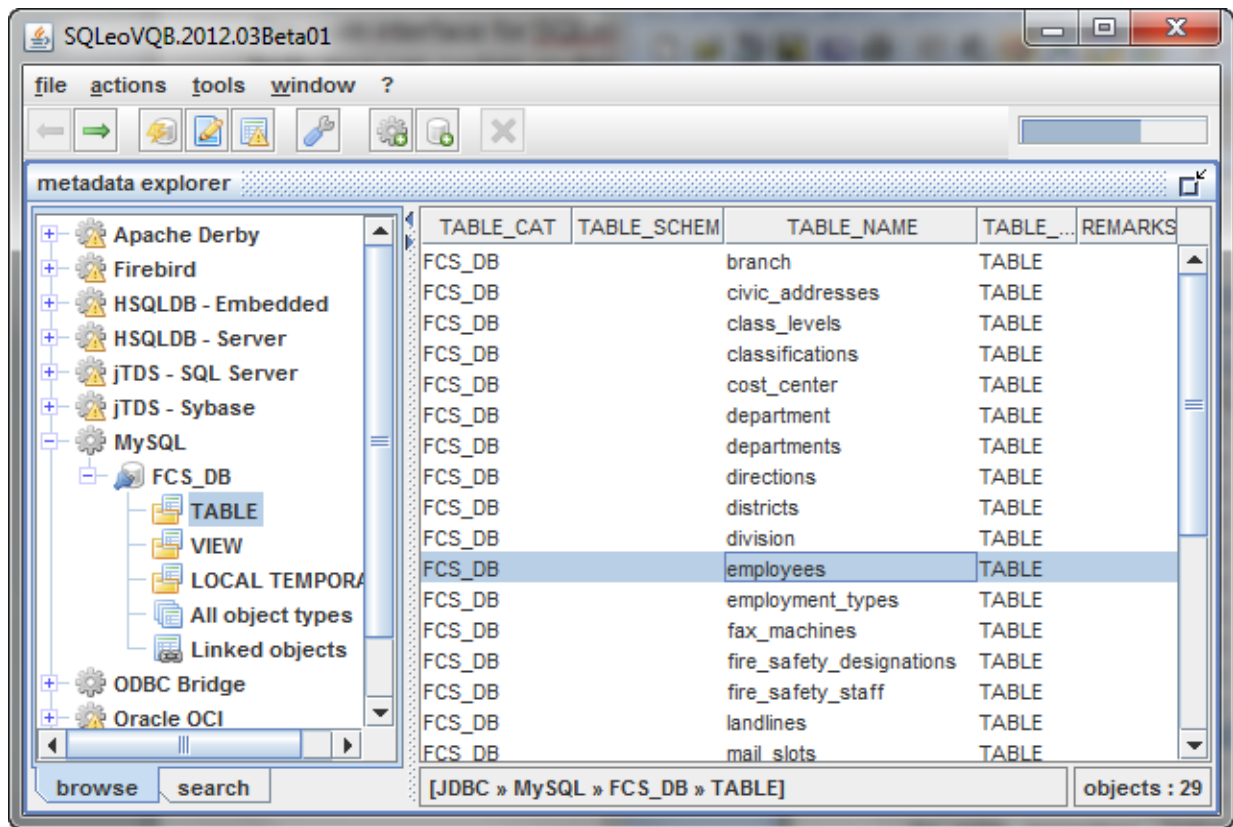 SQLeoVQB.2012.03Beta01
file actions tools window ?
metadata explorer
Apache Derby
Firebird
HSQLDB - Embedded
HSQLDB - Server
jTDS - SQL Server
jTDS - Sybase
MySQL
FCS_DB
TABLE
VIEW
LOCAL TEMPORA
All object types
Linked objects
ODBC Bridge
Oracle OCI
browse search
TABLE_CAT TABLE_SCHEM TABLE_NAME TABLE_... REMARKS
FCS_DB branch TABLE
FCS_DB civic_addresses TABLE
FCS_DB class_levels TABLE
FCS_DB classifications TABLE
FCS_DB cost_center TABLE
FCS_DB department TABLE
FCS_DB departments TABLE
FCS_DB directions TABLE
FCS_DB districts TABLE
FCS_DB division TABLE
FCS_DB employees TABLE
FCS_DB employment_types TABLE
FCS_DB fax_machines TABLE
FCS_DB fire_safety_designations TABLE
FCS_DB fire_safety_staff TABLE
FCS_DB landlines TABLE
FCS_DB mail_slots TABLE
[JDBC » MySQL » FCS_DB » TABLE] objects : 29